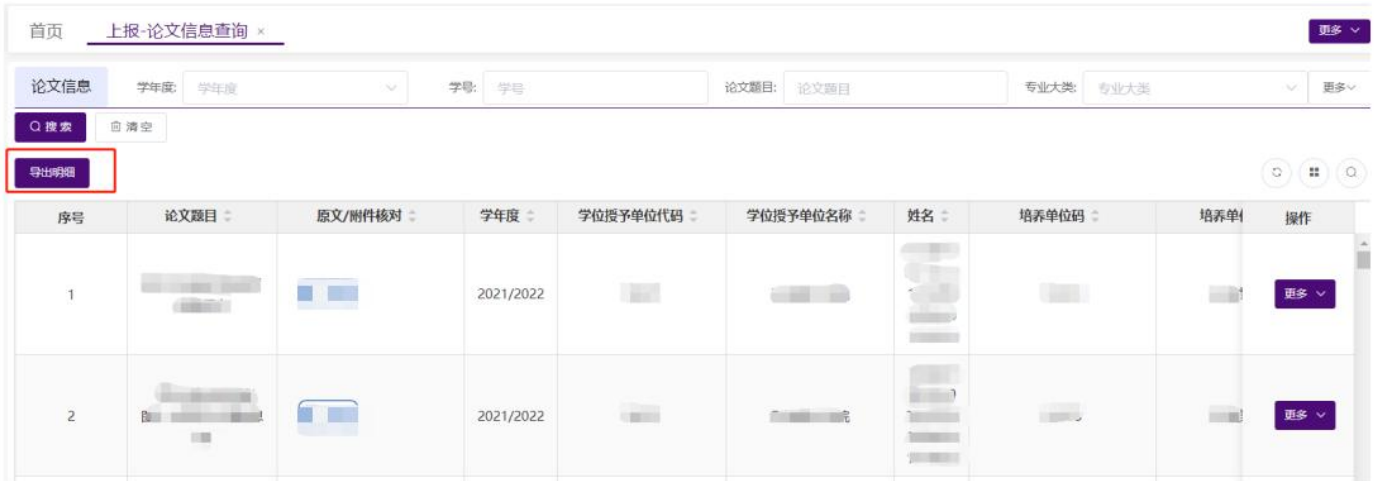 首页 上报-论文信息查询 × 更多
论文信息 学年度: 学年度 学号: 学号 论文题目: 论文题目 专业大类: 专业大类 更多
搜索 清空
导出明细
序号 论文题目 原文/附件核对 学年度 学位授予单位代码 学位授予单位名称 姓名 培养单位码 培养单 操作
1 2021/2022 更多
2 2021/2022 院 更多